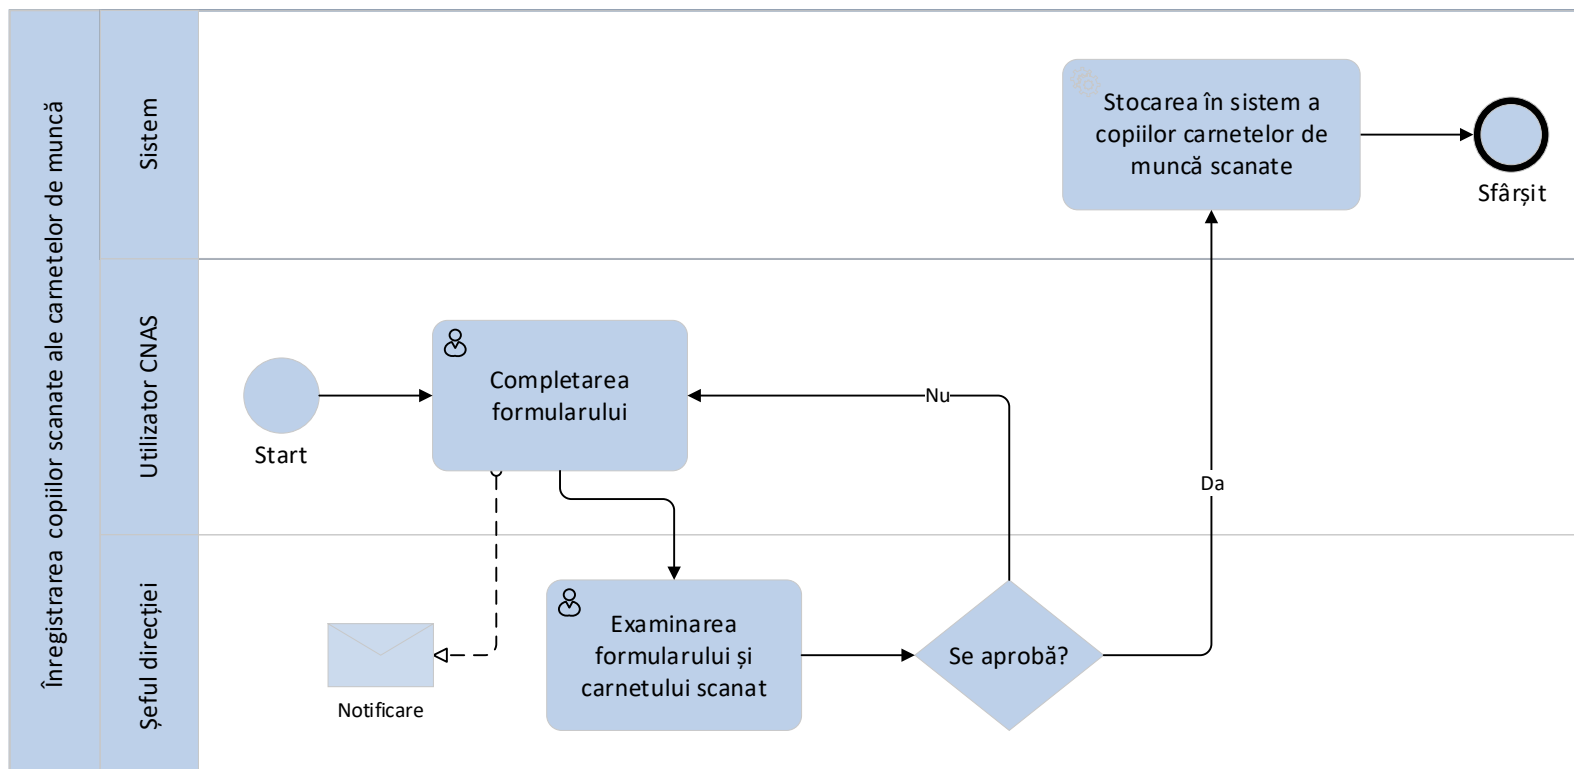 Înregistrarea copiilor scanate ale carnetelor de muncă
Sistem
Stocarea în sistem a
copiilor carnetelor de
muncă scanate
Sfârșit
Utilizator CNAS
Start
Completarea
formularului
Nu
Da
Șeful direcției
Notificare
Examinarea
formularului și
carnetului scanat
Se aprobă?